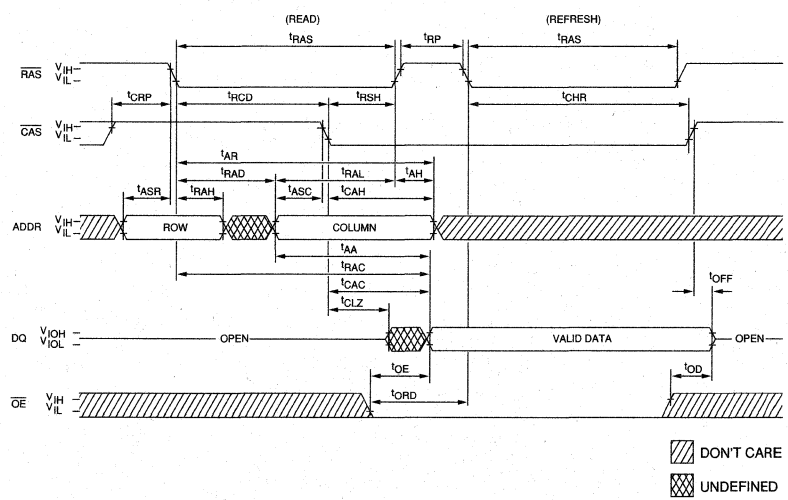 (READ) (REFRESH)
tRAS tRP tRAS
RAS VIH VIL
tCRP tRCD tRSH tCHR
CAS VIH VIL
tAR
tRAD tRAL tAH
tASR tRAH tASC tCAH
ADDR VIH VIL ROW COLUMN
tAA
tRAC
tCAC tOFF
tCLZ
DQ VIOH VIOL OPEN VALID DATA OPEN
tOE tOD
tORD
OE VIH VIL
DON'T CARE
UNDEFINED